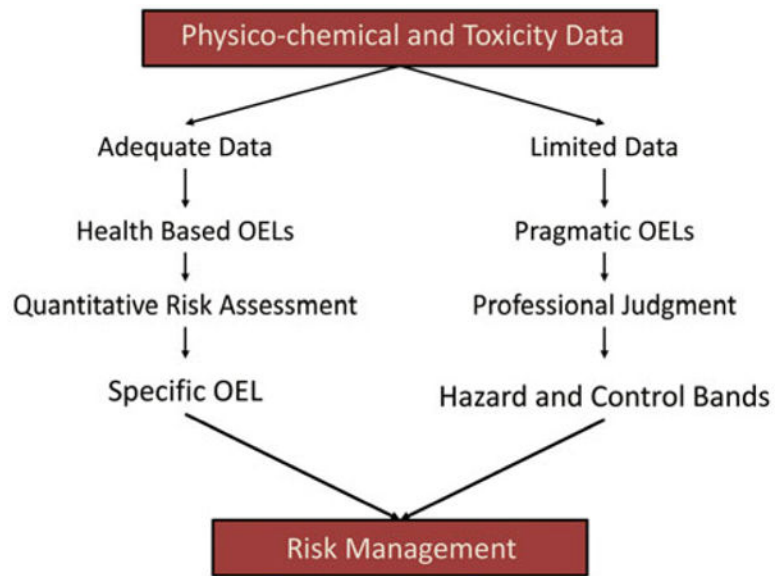 Physico-chemical and Toxicity Data
Adequate Data
Limited Data
Health Based OELs
Pragmatic OELs
Quantitative Risk Assessment
Professional Judgment
Specific OEL
Hazard and Control Bands
Risk Management